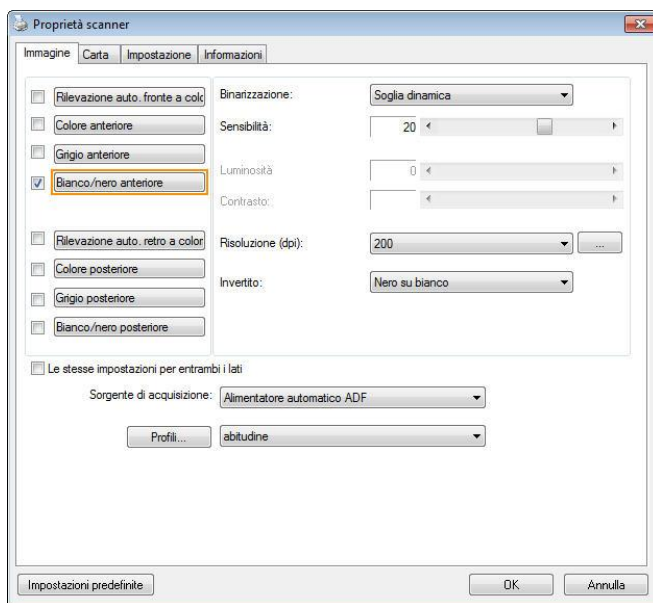 Proprietà scanner
Immagine Carta Impostazione Informazioni
Rilevazione auto. fronte a colo
Binarizzazione: Soglia dinamica
Colore anteriore
Sensibilità: 20
Grigio anteriore
Luminosità 0
Bianco/nero anteriore
Contrasto:
Rilevazione auto. retro a color
Risoluzione (dpi): 200 ...
Colore posteriore
Invertito: Nero su bianco
Grigio posteriore
Bianco/nero posteriore
Le stesse impostazioni per entrambi i lati
Sorgente di acquisizione: Alimentatore automatico ADF
Profili... abitudine
Impostazioni predefinite OK Annulla